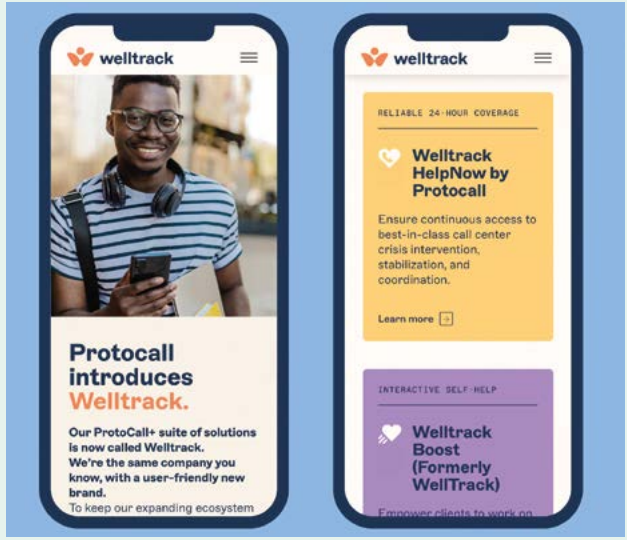 welltrack
Protocall
introduces
Welltrack.
Our ProtoCall+ suite of solutions
is now called Welltrack.
We're the same company you
know, with a user-friendly new
brand.
To keep our expanding ecosystem
welltrack
RELIABLE 24-HOUR COVERAGE
Welltrack
HelpNow by
Protocall
Ensure continuous access to
best-in-class call center
crisis intervention,
stabilization, and
coordination.
Learn more
INTERACTIVE SELF-HELP
Welltrack
Boost
(Formerly
WellTrack)
Empower clients to work on